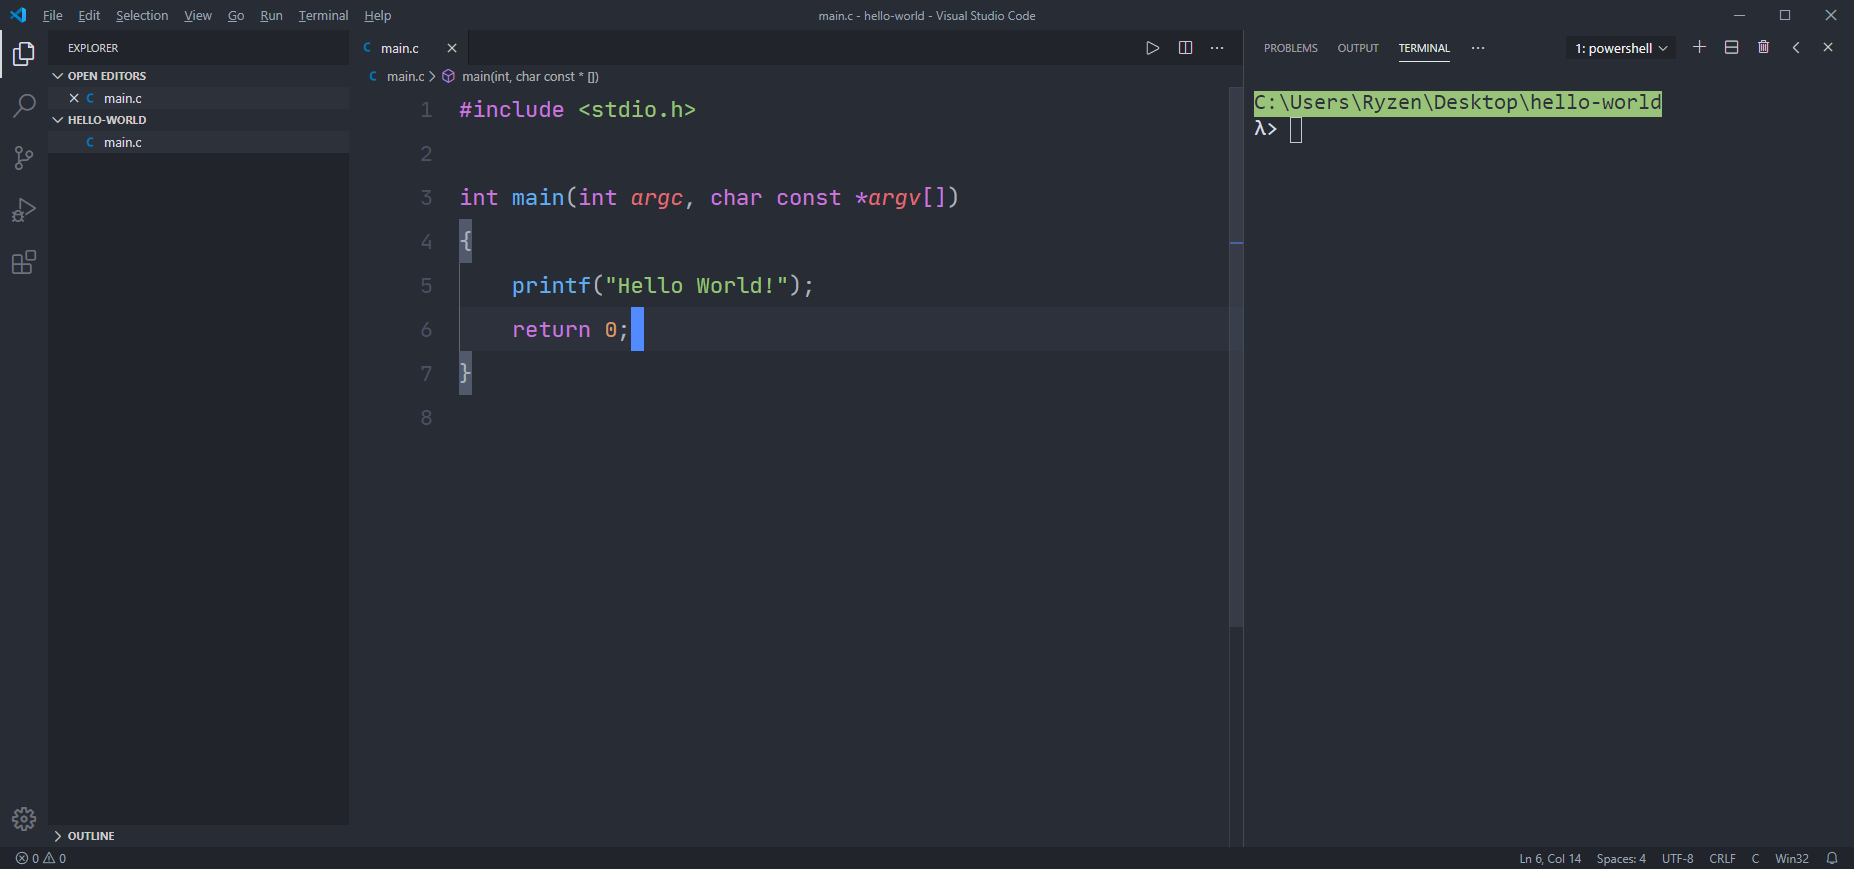 File Edit Selection View Go Run Terminal Help
main.c - hello-world - Visual Studio Code
EXPLORER
OPEN EDITORS
C main.c
HELLO-WORLD
C main.c
OUTLINE
C main.c
C main.c > main(int, char const * [])
1 #include <stdio.h>
2
3 int main(int argc, char const *argv[])
4 {
5 printf("Hello World!");
6 return 0;
7 }
8
PROBLEMS OUTPUT TERMINAL ···
1: powershell
C:\Users\Ryzen\Desktop\hello-world
λ>
0 0
Ln 6, Col 14 Spaces: 4 UTF-8 CRLF C Win32